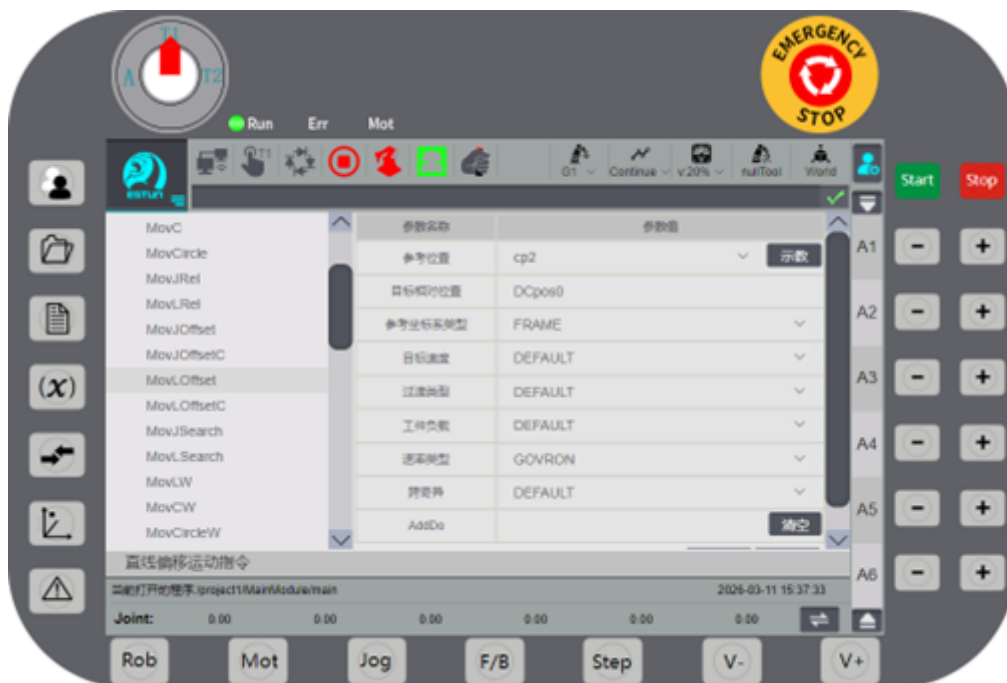 T1
A
T2
EMERGENCY
STOP
Run Err Mot
ESTUN
T1
G1 Continue v:20% nullTool World
Start Stop
MovC
MovCircle
MovJRel
MovLRel
MovJOffset
MovJOffsetC
MovLOffset
MovLOffsetC
MovJSearch
MovLSearch
MovLW
MovCW
MovCircleW
参数名称 参数值
参考位置 cp2 示教
目标相对位置 DCpos0
参考坐标系类型 FRAME
目标速度 DEFAULT
过渡类型 DEFAULT
工件负载 DEFAULT
速率类型 GOVRON
跨奇异 DEFAULT
AddDo 清空
A1 - +
A2 - +
A3 - +
A4 - +
A5 - +
A6 - +
(x)
直线偏移运动指令
当前打开的程序:/project1/MainModule/main 2026-03-11 15:37:33
Joint: 0.00 0.00 0.00 0.00 0.00 0.00
Rob Mot Jog F/B Step V- V+